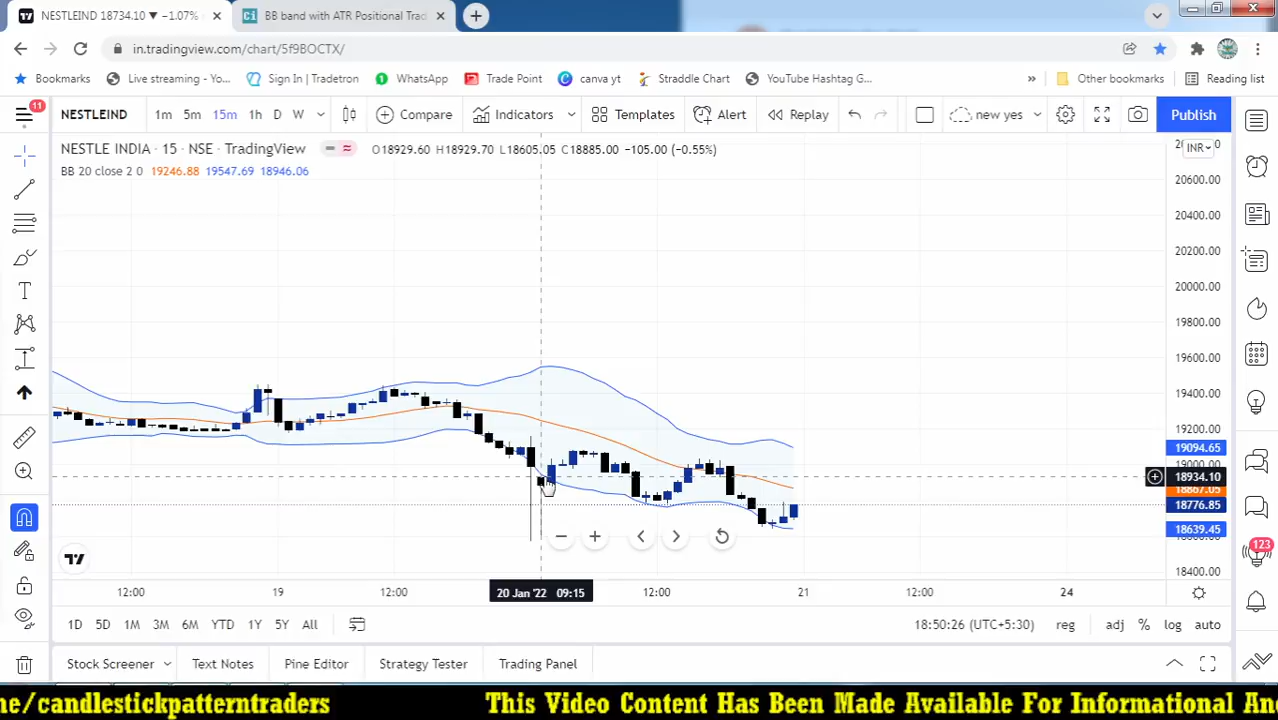 NESTLEIND 18734.10 ▼ −1.07%
BB band with ATR Positional Trad
in.tradingview.com/chart/5f9BOCTX/
Bookmarks
Live streaming - Yo...
Sign In | Tradetron
WhatsApp
Trade Point
canva yt
Straddle Chart
YouTube Hashtag G...
»
Other bookmarks
Reading list
11
NESTLEIND
1m
5m
15m
1h
D
W
Compare
Indicators
Templates
Alert
Replay
new yes
Publish
NESTLE INDIA · 15 · NSE · TradingView
O18929.60 H18929.70 L18605.05 C18885.00 −105.00 (−0.55%)
INR
BB 20 close 2 0 19246.88 19547.69 18946.06
20600.00
20400.00
20200.00
20000.00
19800.00
19600.00
19400.00
19200.00
19094.65
19000.00
18934.10
18867.05
18776.85
18639.45
18400.00
12:00
19
12:00
20 Jan '22 09:15
12:00
21
12:00
24
1D
5D
1M
3M
6M
YTD
1Y
5Y
All
18:50:26 (UTC+5:30)
reg
adj
%
log
auto
123
Stock Screener
Text Notes
Pine Editor
Strategy Tester
Trading Panel
ne/candlestickpatterntraders
This Video Content Has Been Made Available For Informational An